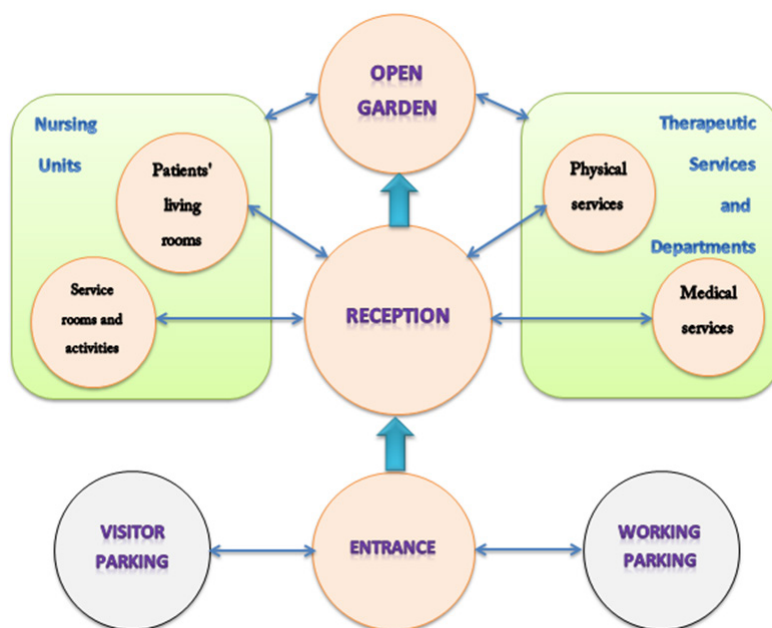 OPEN
GARDEN
Nursing
Units
Patients'
living
rooms
Service
rooms and
activities
RECEPTION
Therapeutic
Services
and
Departments
Physical
services
Medical
services
VISITOR
PARKING
ENTRANCE
WORKING
PARKING